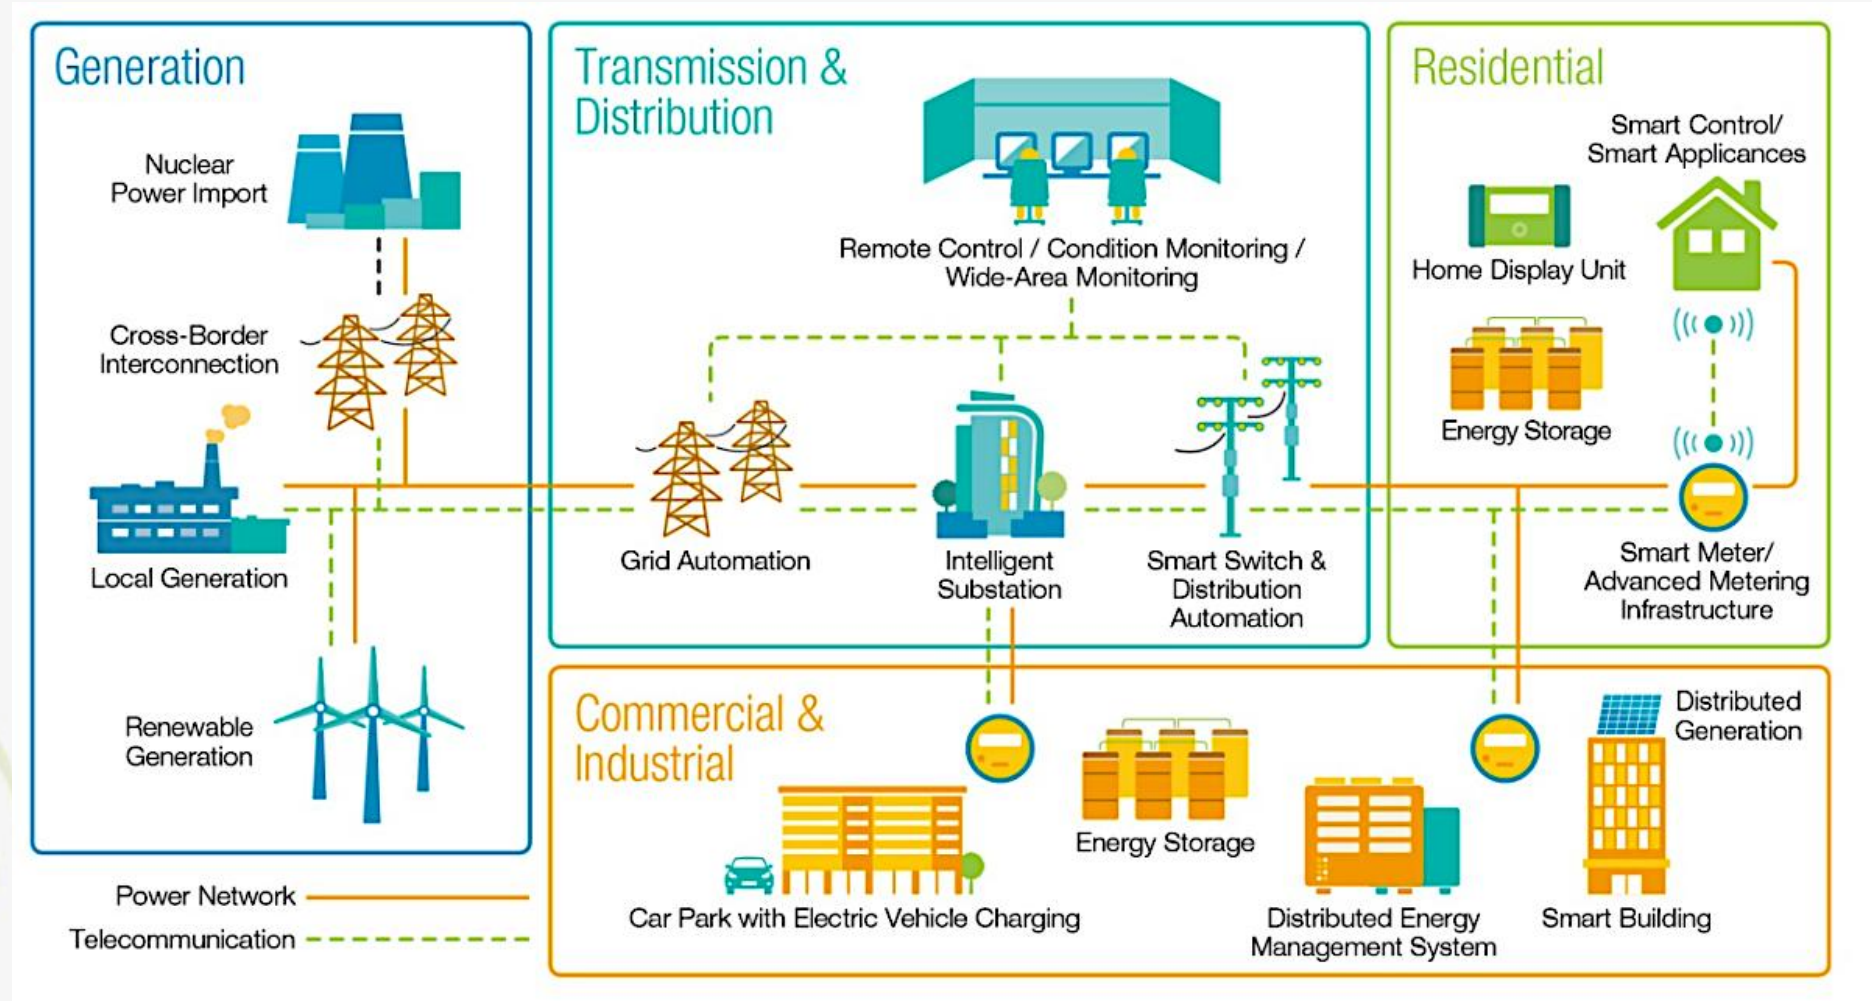 Generation
Nuclear
Power Import
Cross-Border
Interconnection
Local Generation
Renewable
Generation
Power Network
Telecommunication
Transmission &
Distribution
Remote Control / Condition Monitoring /
Wide-Area Monitoring
Grid Automation
Intelligent
Substation
Smart Switch &
Distribution
Automation
Residential
Smart Control/
Smart Applicances
Home Display Unit
Energy Storage
Smart Meter/
Advanced Metering
Infrastructure
Commercial &
Industrial
Car Park with Electric Vehicle Charging
Energy Storage
Distributed Energy
Management System
Distributed
Generation
Smart Building